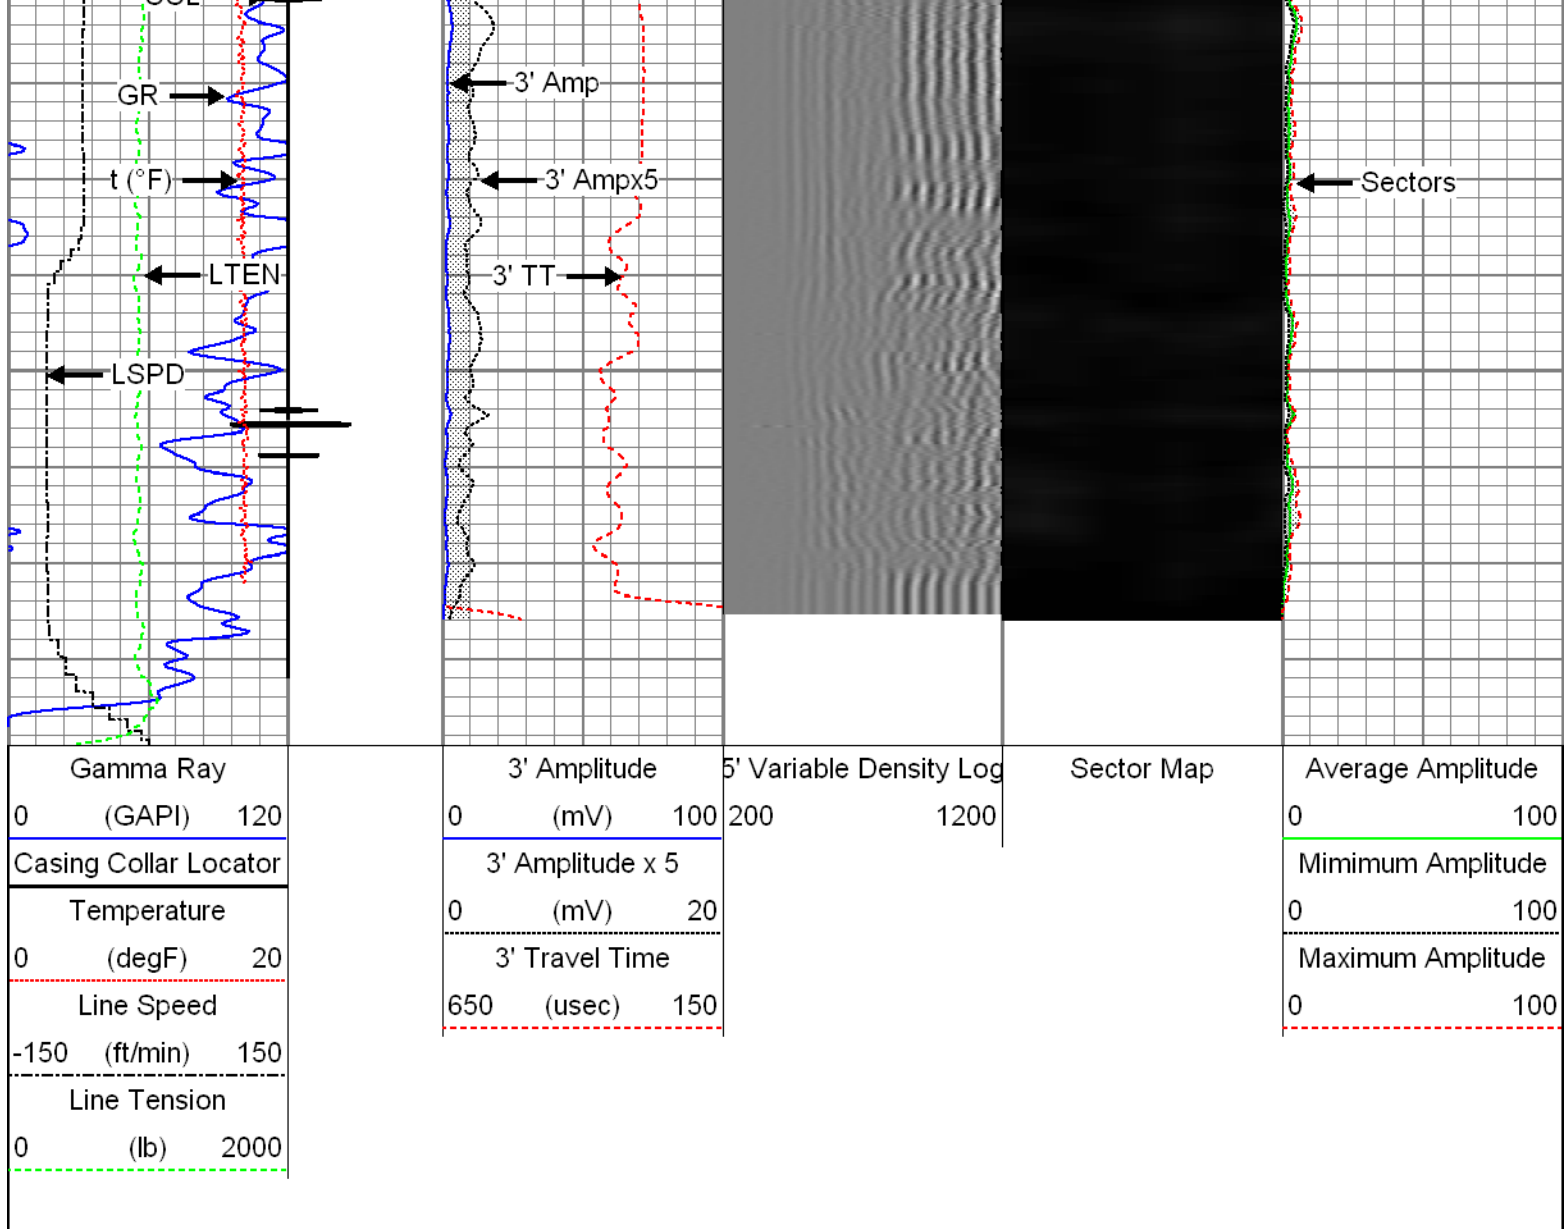 GR
3' Amp
t (°F)
3' Ampx5
Sectors
LTEN
3' TT
LSPD
Gamma Ray
0 (GAPI) 120
Casing Collar Locator
Temperature
0 (degF) 20
Line Speed
-150 (ft/min) 150
Line Tension
0 (lb) 2000
3' Amplitude
0 (mV) 100
3' Amplitude x 5
0 (mV) 20
3' Travel Time
650 (usec) 150
5' Variable Density Log
200 1200
Sector Map
Average Amplitude
0 100
Mimimum Amplitude
0 100
Maximum Amplitude
0 100